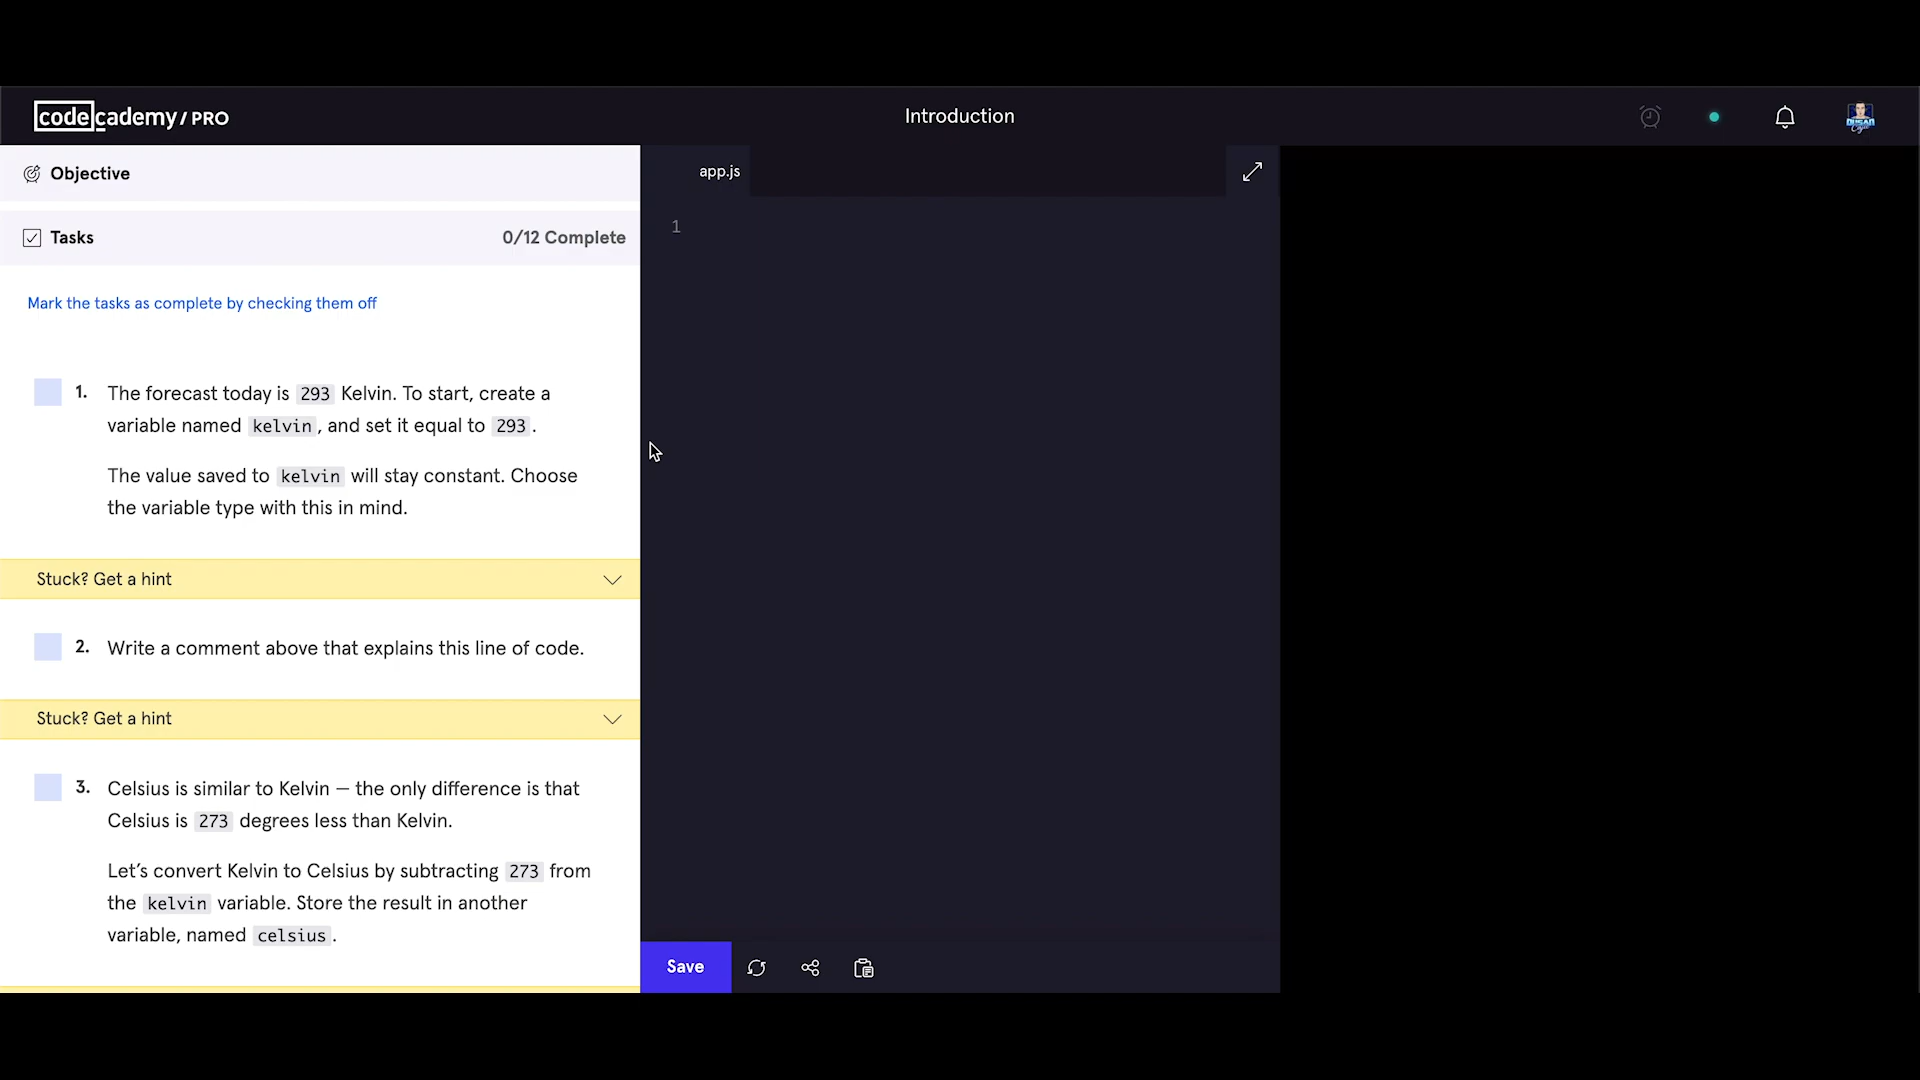 codecademy/PRO
Introduction
Objective
Tasks
0/12 Complete
Mark the tasks as complete by checking them off
1. The forecast today is 293 Kelvin. To start, create a
variable named kelvin, and set it equal to 293.
The value saved to kelvin will stay constant. Choose
the variable type with this in mind.
Stuck? Get a hint
2. Write a comment above that explains this line of code.
Stuck? Get a hint
3. Celsius is similar to Kelvin — the only difference is that
Celsius is 273 degrees less than Kelvin.
Let’s convert Kelvin to Celsius by subtracting 273 from
the kelvin variable. Store the result in another
variable, named celsius.
app.js
1
Save